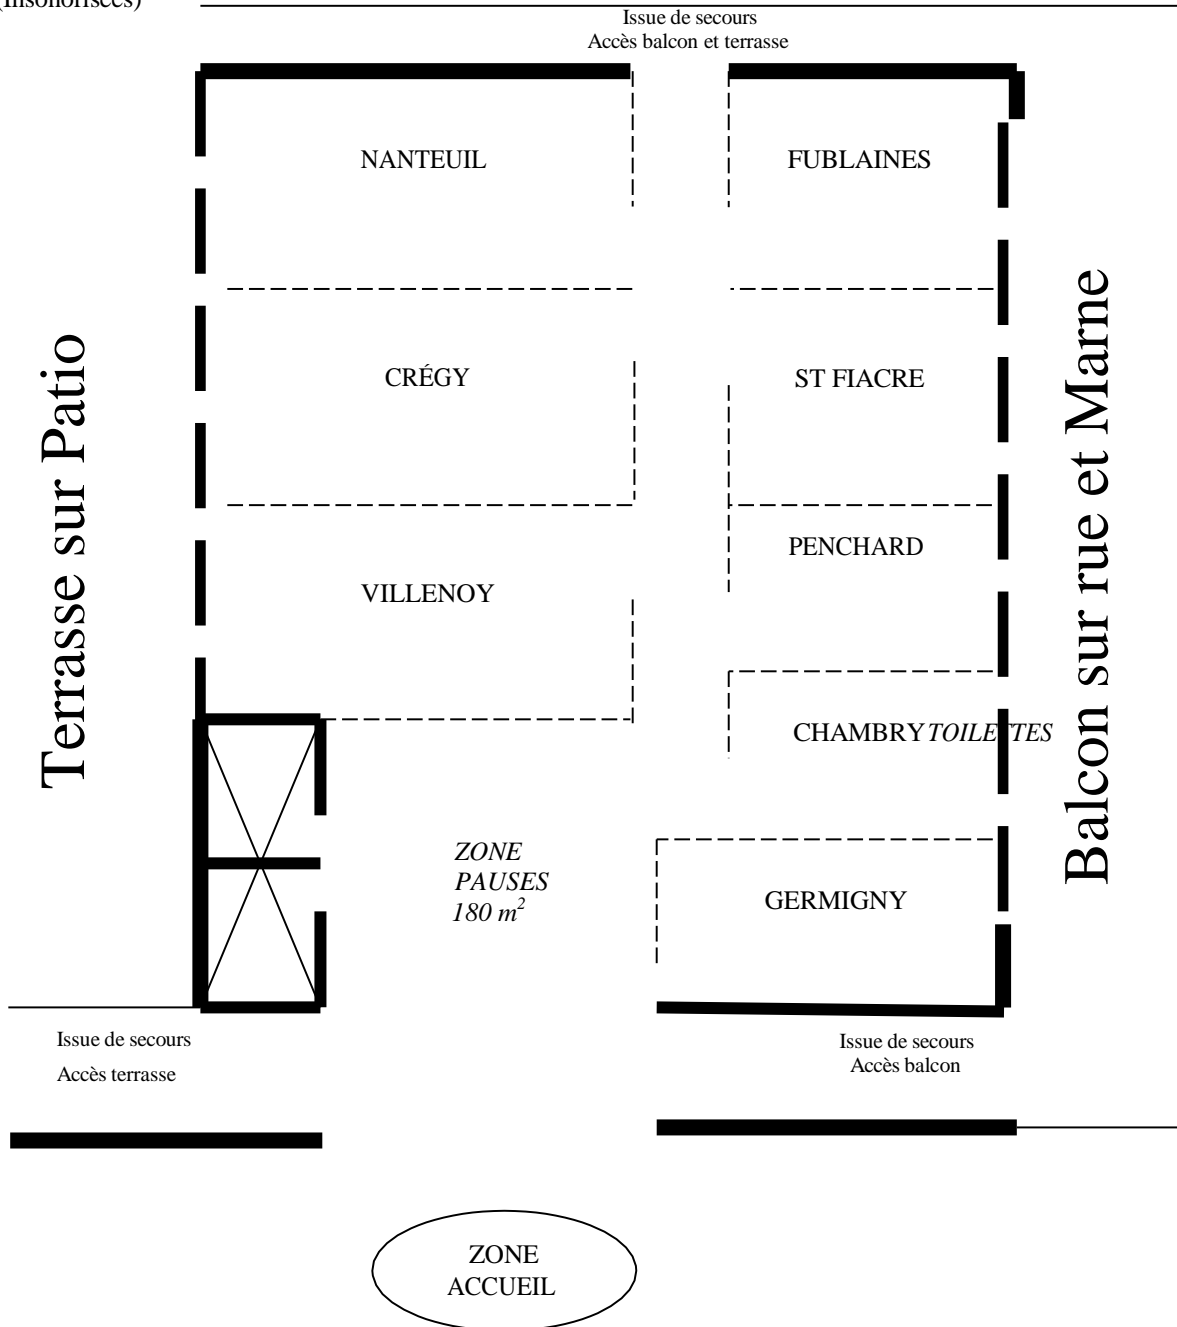 (Insonorisées)
Issue de secours
Accès balcon et terrasse
NANTEUIL
FUBLAINES
CRÉGY
ST FIACRE
Terrasse sur Patio
Balcon sur rue et Marne
PENCHARD
VILLENOY
CHAMBRY TOILETTES
ZONE
PAUSES
180 m²
GERMIGNY
Issue de secours
Accès terrasse
Issue de secours
Accès balcon
ZONE
ACCUEIL